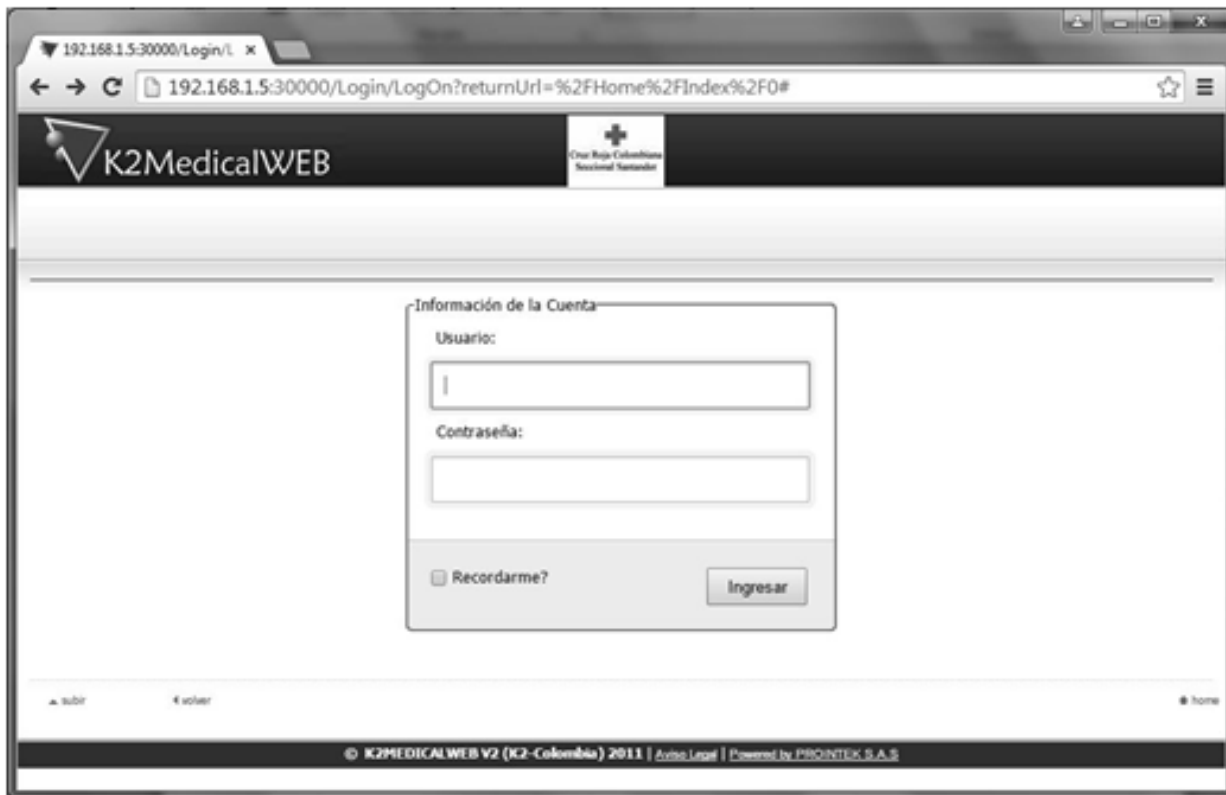 192.168.1.5:30000/Login/L
192.168.1.5:30000/Login/LogOn?returnUrl=%2FHome%2FIndex%2F0#
K2MedicalWEB
Cruz Roja Colombiana
Seccional Santander
Información de la Cuenta
Usuario:
Contraseña:
Recordarme?
Ingresar
subir
volver
home
© K2MEDICALWEB V2 (K2-Colombia) 2011 | Aviso Legal | Powered by PROINTEK S.A.S